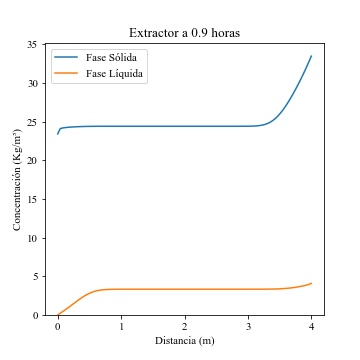 Extractor a 0.9 horas
Fase Sólida
Fase Líquida
Concentración (Kg/m³)
35
30
25
20
15
10
5
0
0 1 2 3 4
Distancia (m)